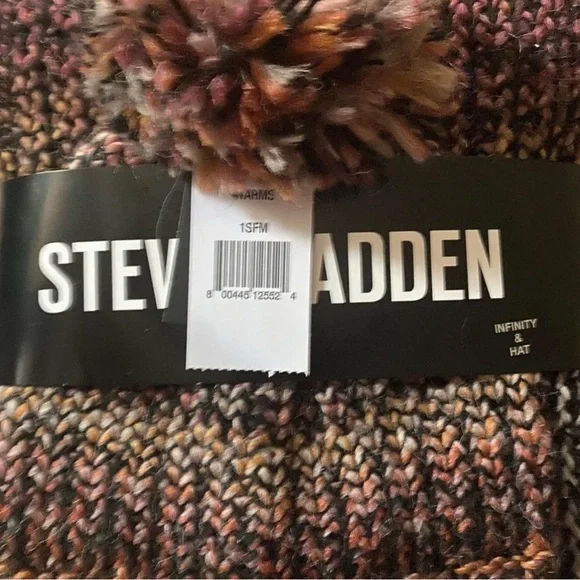 WARMS
1SFM
STEV ADDEN
8 00445 12552 4
INFINITY
&
HAT